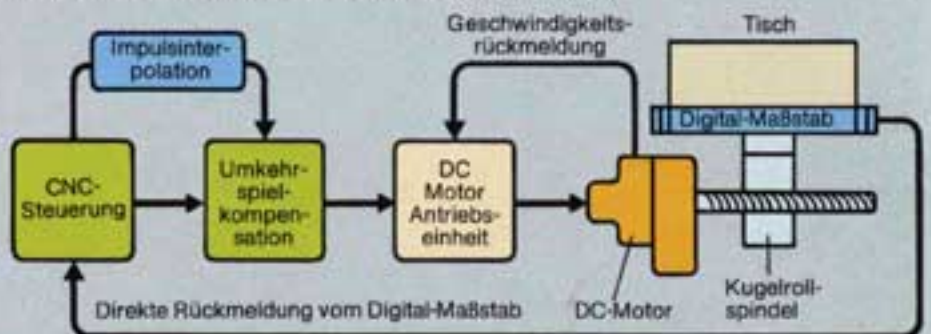 Impulsinter-
polation
Geschwindigkeits-
rückmeldung
Tisch
Digital-Maßstab
CNC-
Steuerung
Umkehr-
spiel-
kompen-
sation
DC
Motor
Antriebs-
einheit
DC-Motor
Kugelroll-
spindel
Direkte Rückmeldung vom Digital-Maßstab